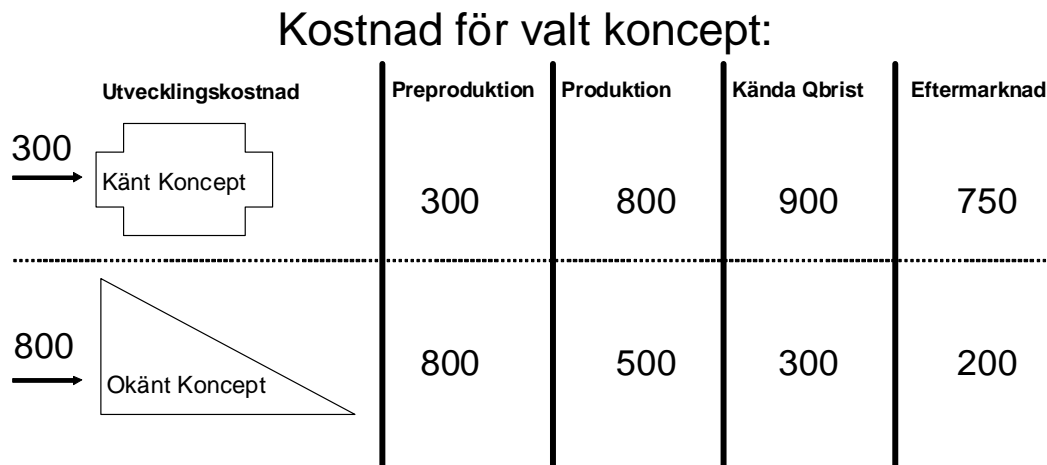 Kostnad för valt koncept:
Utvecklingskostnad Preproduktion Produktion Kända Qbrist Eftermarknad
300 Känt Koncept 300 800 900 750
800 Okänt Koncept 800 500 300 200